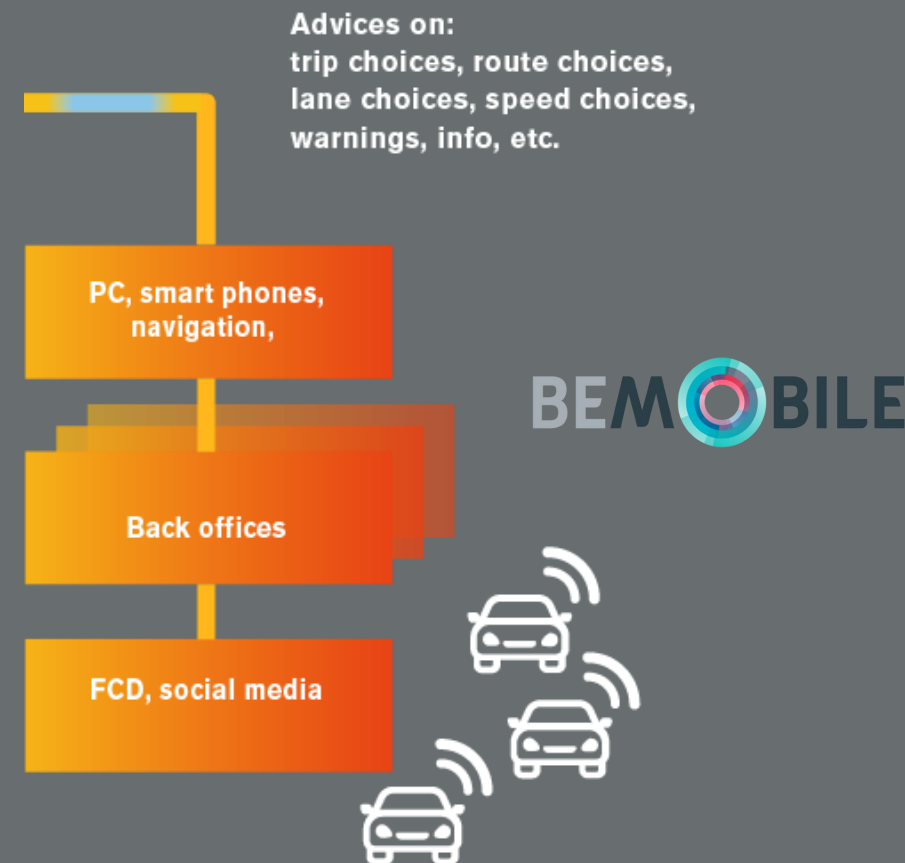 Advices on:
trip choices, route choices,
lane choices, speed choices,
warnings, info, etc.
PC, smart phones,
navigation,
BEMOBILE
Back offices
FCD, social media